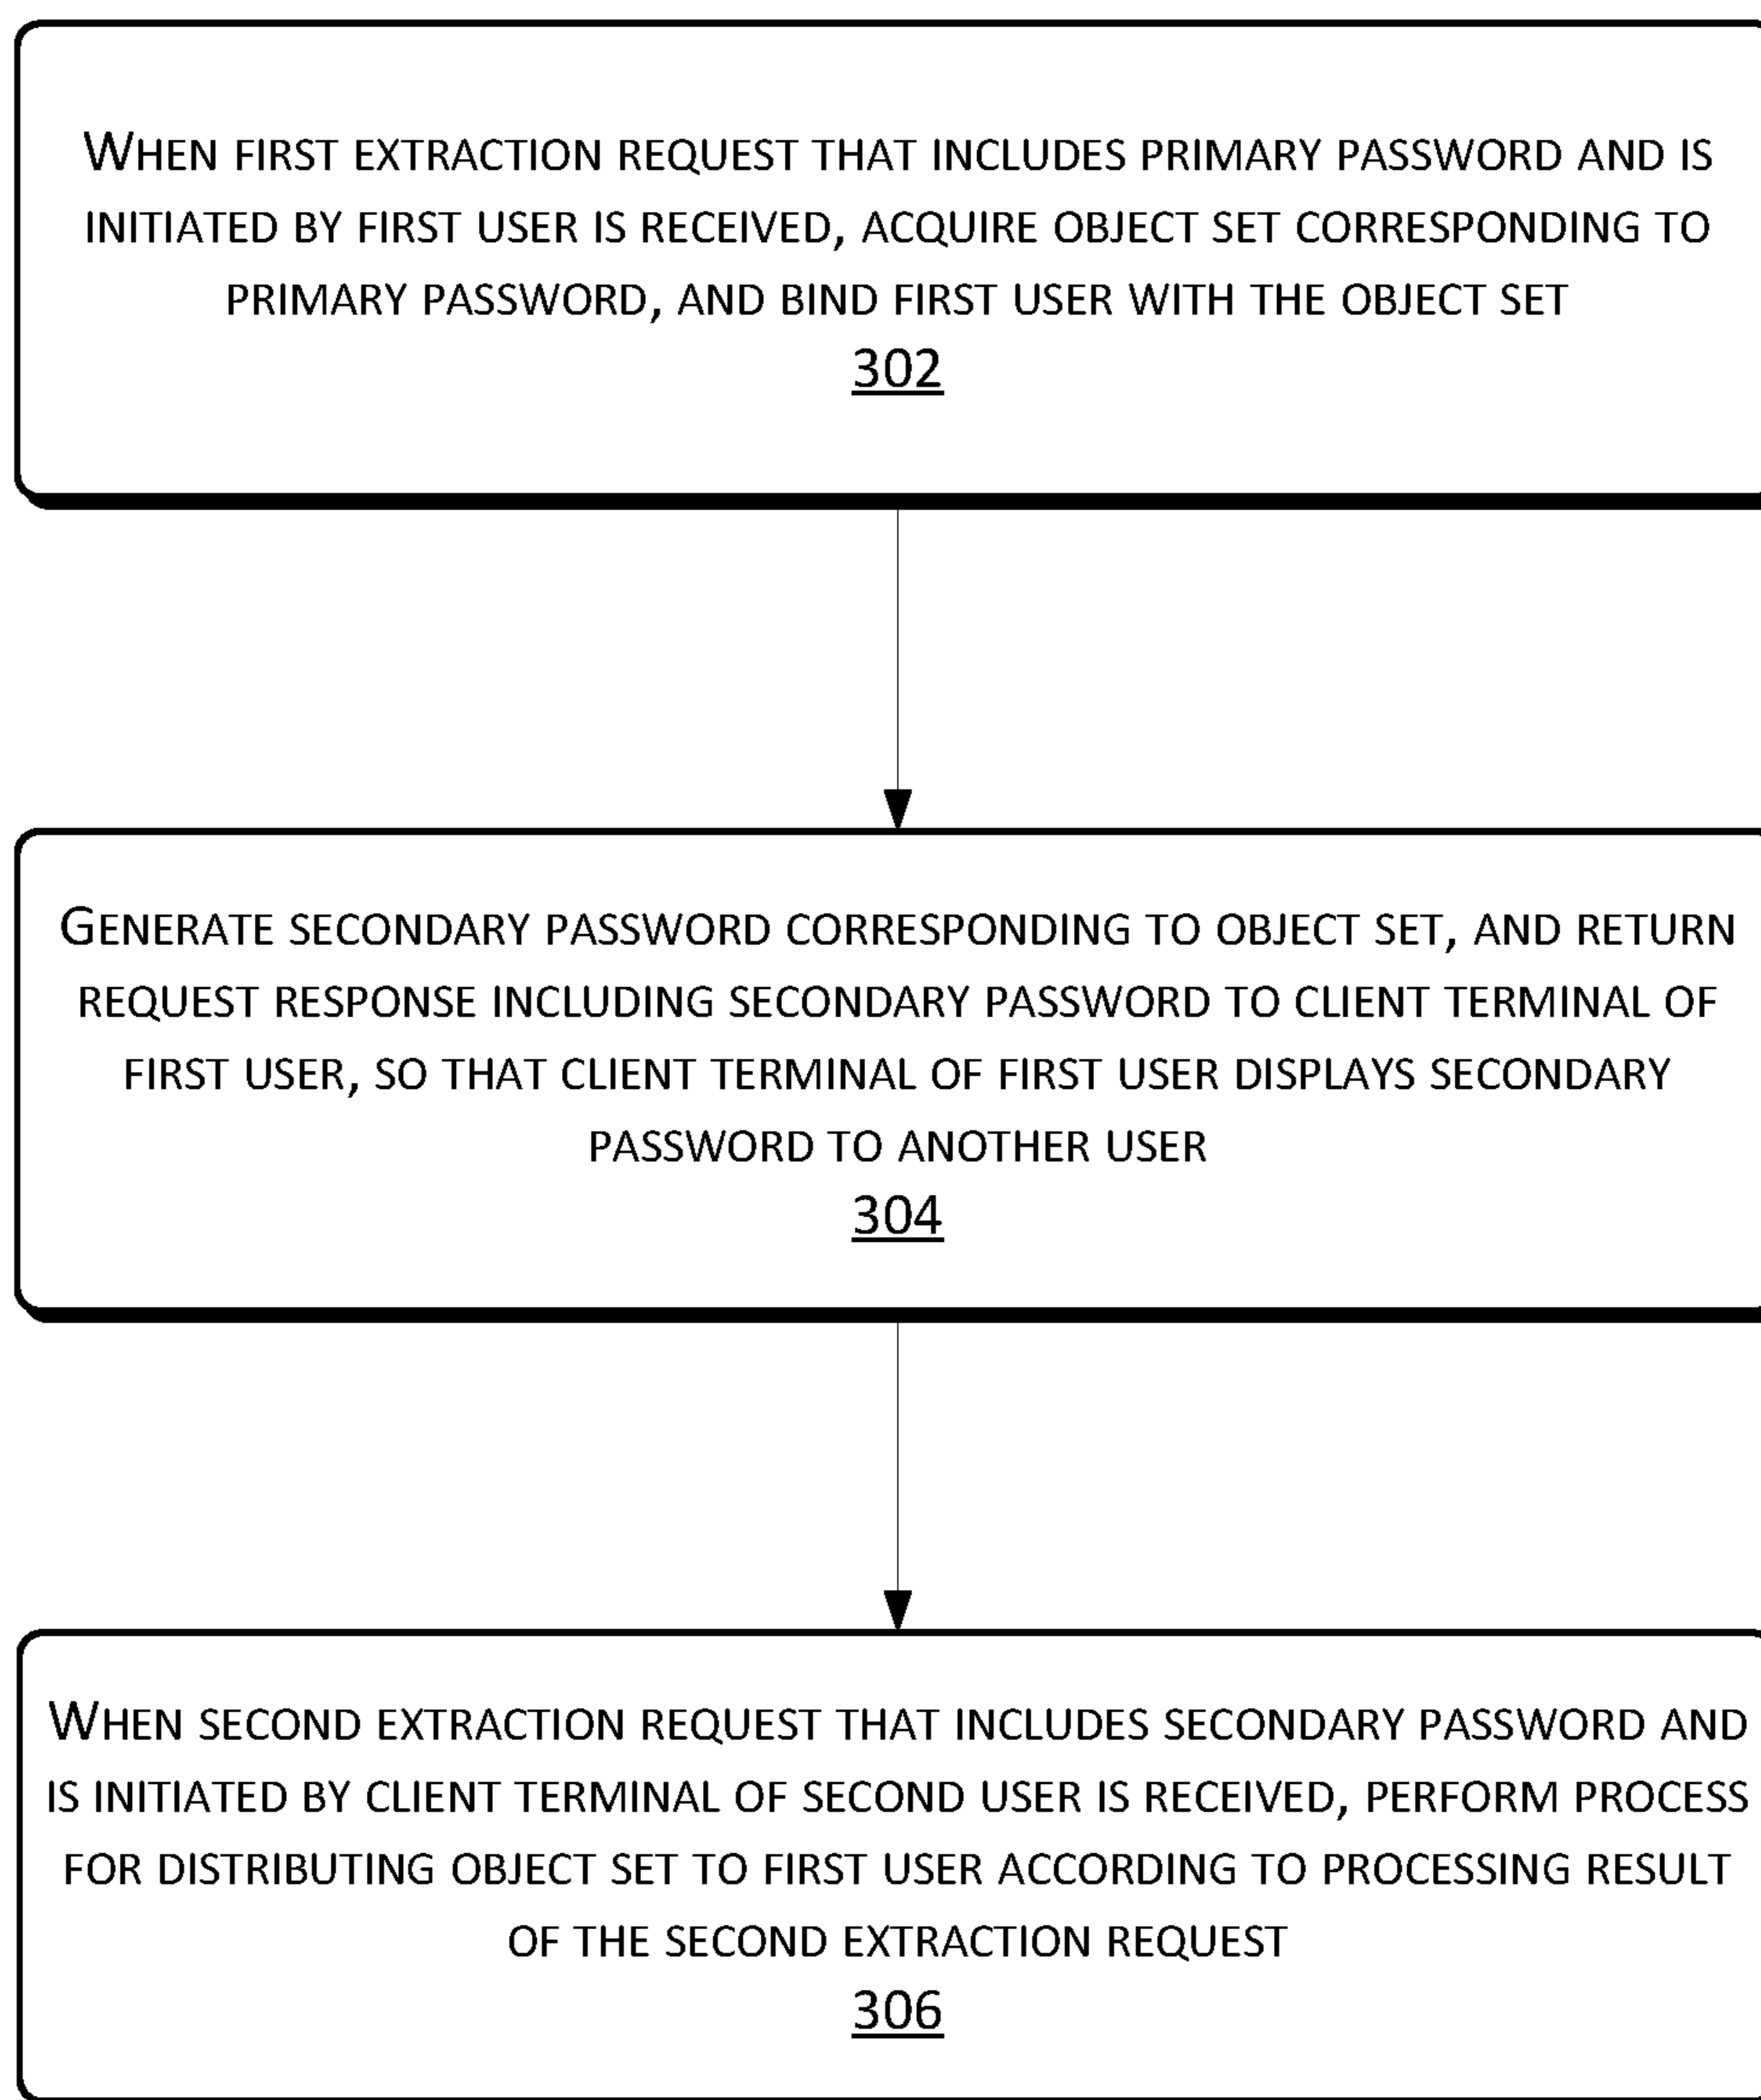 WHEN FIRST EXTRACTION REQUEST THAT INCLUDES PRIMARY PASSWORD AND IS
INITIATED BY FIRST USER IS RECEIVED, ACQUIRE OBJECT SET CORRESPONDING TO
PRIMARY PASSWORD, AND BIND FIRST USER WITH THE OBJECT SET
302
GENERATE SECONDARY PASSWORD CORRESPONDING TO OBJECT SET, AND RETURN
REQUEST RESPONSE INCLUDING SECONDARY PASSWORD TO CLIENT TERMINAL OF
FIRST USER, SO THAT CLIENT TERMINAL OF FIRST USER DISPLAYS SECONDARY
PASSWORD TO ANOTHER USER
304
WHEN SECOND EXTRACTION REQUEST THAT INCLUDES SECONDARY PASSWORD AND
IS INITIATED BY CLIENT TERMINAL OF SECOND USER IS RECEIVED, PERFORM PROCESS
FOR DISTRIBUTING OBJECT SET TO FIRST USER ACCORDING TO PROCESSING RESULT
OF THE SECOND EXTRACTION REQUEST
306